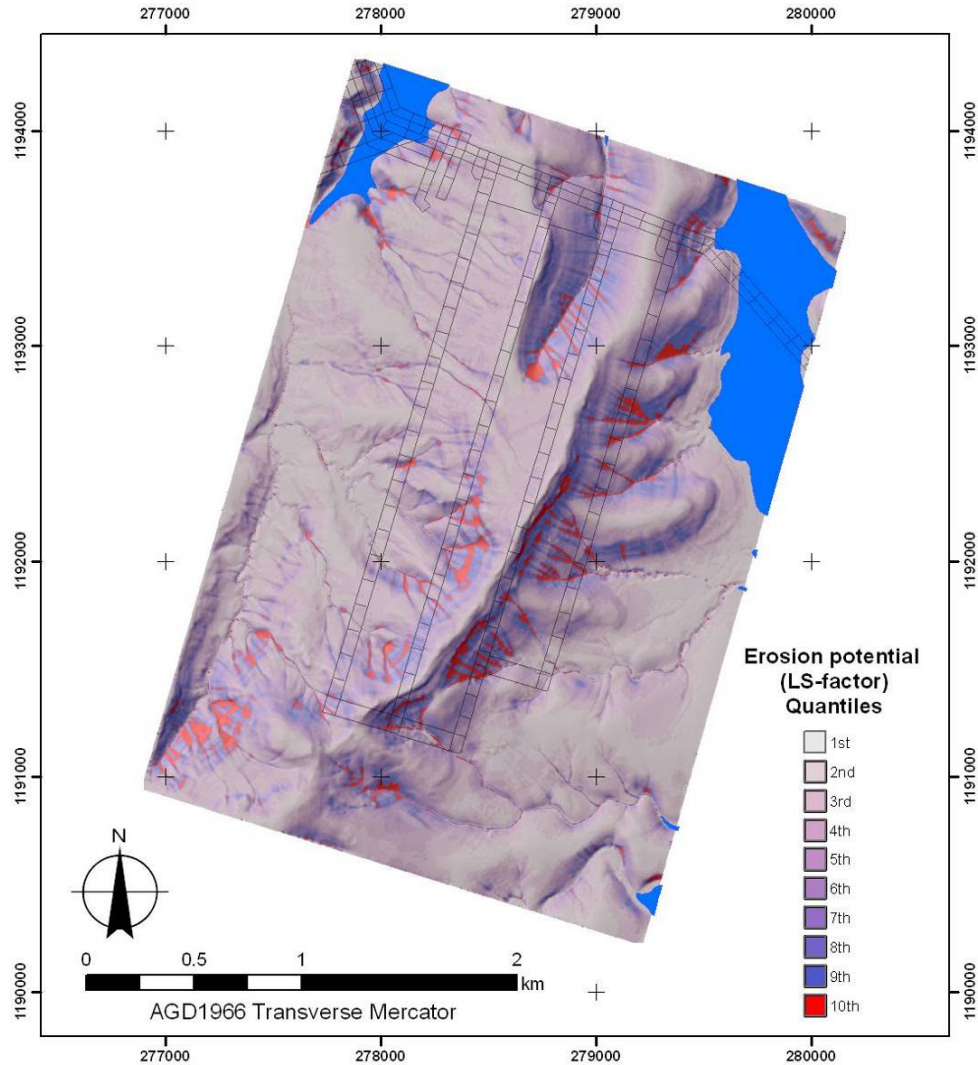 277000 278000 279000 280000
1194000 1194000
1193000 1193000
1192000 1192000
1191000 1191000
1190000 1190000
Erosion potential
(LS-factor)
Quantiles
1st
2nd
3rd
4th
5th
6th
7th
8th
9th
10th
N
0 0.5 1 2
km
AGD1966 Transverse Mercator
277000 278000 279000 280000